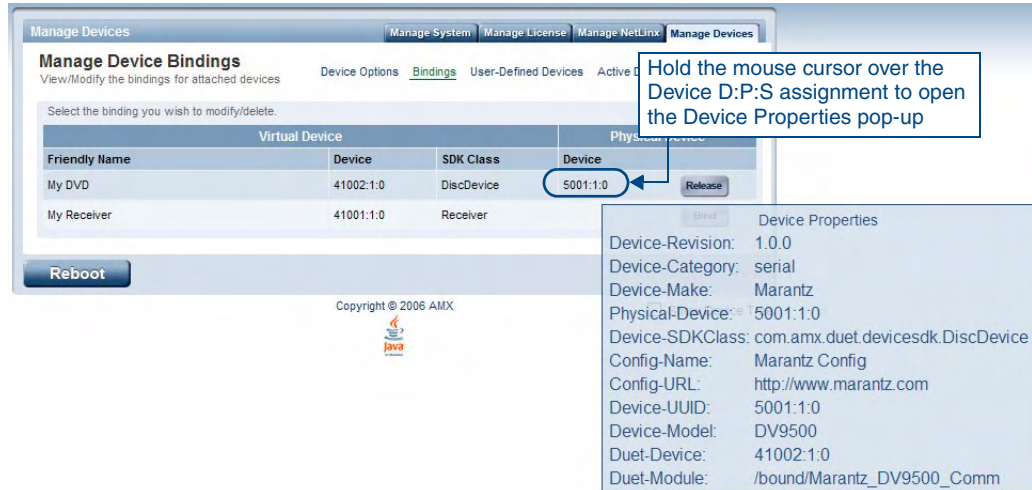 Manage Devices
Manage System Manage License Manage NetLinx Manage Devices
Manage Device Bindings
View/Modify the bindings for attached devices
Device Options Bindings User-Defined Devices Active D
Hold the mouse cursor over the
Device D:P:S assignment to open
the Device Properties pop-up
Select the binding you wish to modify/delete.
Virtual Device Physical Device
Friendly Name Device SDK Class Device
My DVD 41002:1:0 DiscDevice 5001:1:0 Release
My Receiver 41001:1:0 Receiver Bind
Reboot
Copyright © 2006 AMX
Java
Device Properties
Device-Revision: 1.0.0
Device-Category: serial
Device-Make: Marantz
Physical-Device: 5001:1:0
Device-SDKClass: com.amx.duet.devicesdk.DiscDevice
Config-Name: Marantz Config
Config-URL: http://www.marantz.com
Device-UUID: 5001:1:0
Device-Model: DV9500
Duet-Device: 41002:1:0
Duet-Module: /bound/Marantz_DV9500_Comm